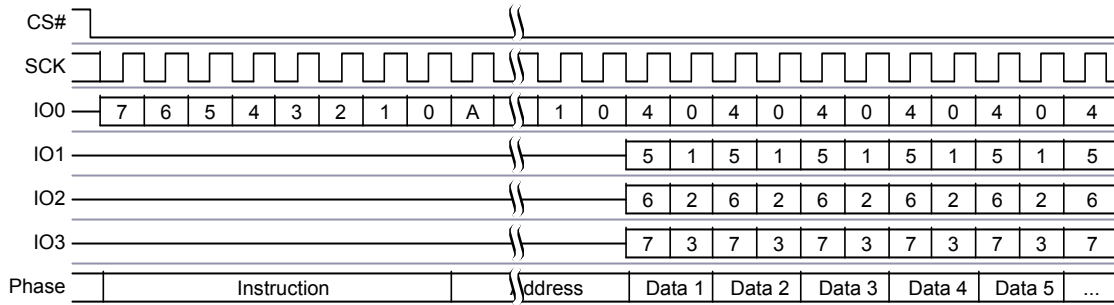 CS#
SCK
IO0 7 6 5 4 3 2 1 0 A 1 0 4 0 4 0 4 0 4 0 4 0 4
IO1 5 1 5 1 5 1 5 1 5 1 5
IO2 6 2 6 2 6 2 6 2 6 2 6
IO3 7 3 7 3 7 3 7 3 7 3 7
Phase Instruction Address Data 1 Data 2 Data 3 Data 4 Data 5 ...